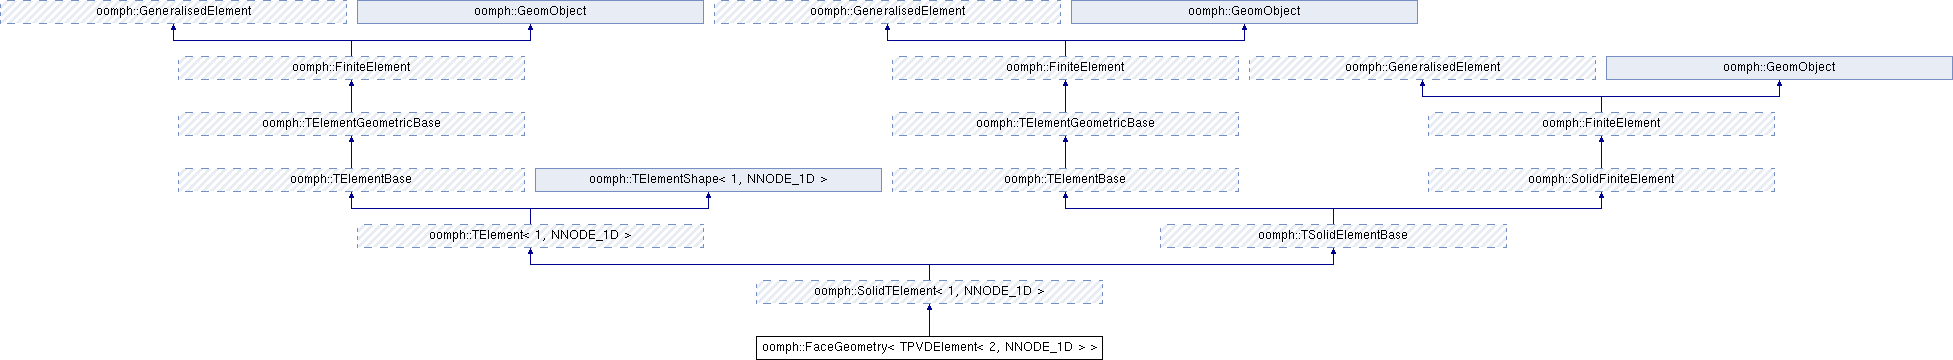 oomph::GeneralisedElement
oomph::GeomObject
oomph::GeneralisedElement
oomph::GeomObject
oomph::FiniteElement
oomph::FiniteElement
oomph::GeneralisedElement
oomph::GeomObject
oomph::TElementGeometricBase
oomph::TElementGeometricBase
oomph::FiniteElement
oomph::TElementBase
oomph::TElementShape< 1, NNODE_1D >
oomph::TElementBase
oomph::SolidFiniteElement
oomph::TElement< 1, NNODE_1D >
oomph::TSolidElementBase
oomph::SolidTElement< 1, NNODE_1D >
oomph::FaceGeometry< TPVDElement< 2, NNODE_1D > >